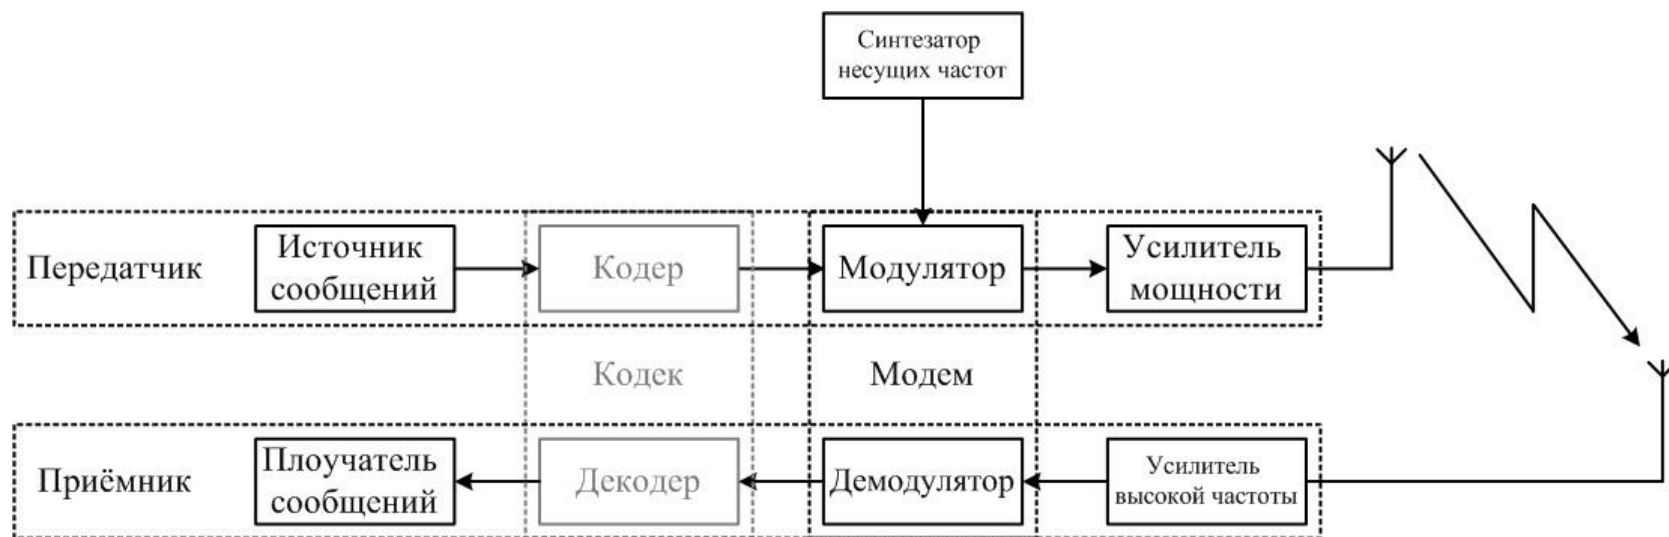 Синтезатор
несущих частот
Передатчик
Источник
сообщений
Кодер
Модулятор
Усилитель
мощности
Кодек
Модем
Приёмник
Плоучатель
сообщений
Декодер
Демодулятор
Усилитель
высокой частоты